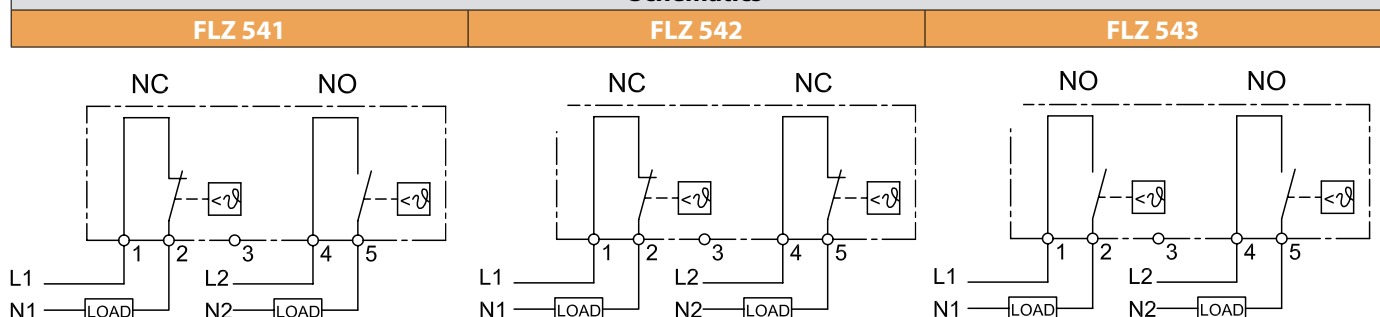 Schematics
FLZ 541 FLZ 542 FLZ 543
NC NO NC NC NO NO
<ϑ <ϑ <ϑ <ϑ <ϑ <ϑ
1 2 3 4 5 1 2 3 4 5 1 2 3 4 5
L1 L2 L1 L2 L1 L2
N1 LOAD N2 LOAD N1 LOAD N2 LOAD N1 LOAD N2 LOAD